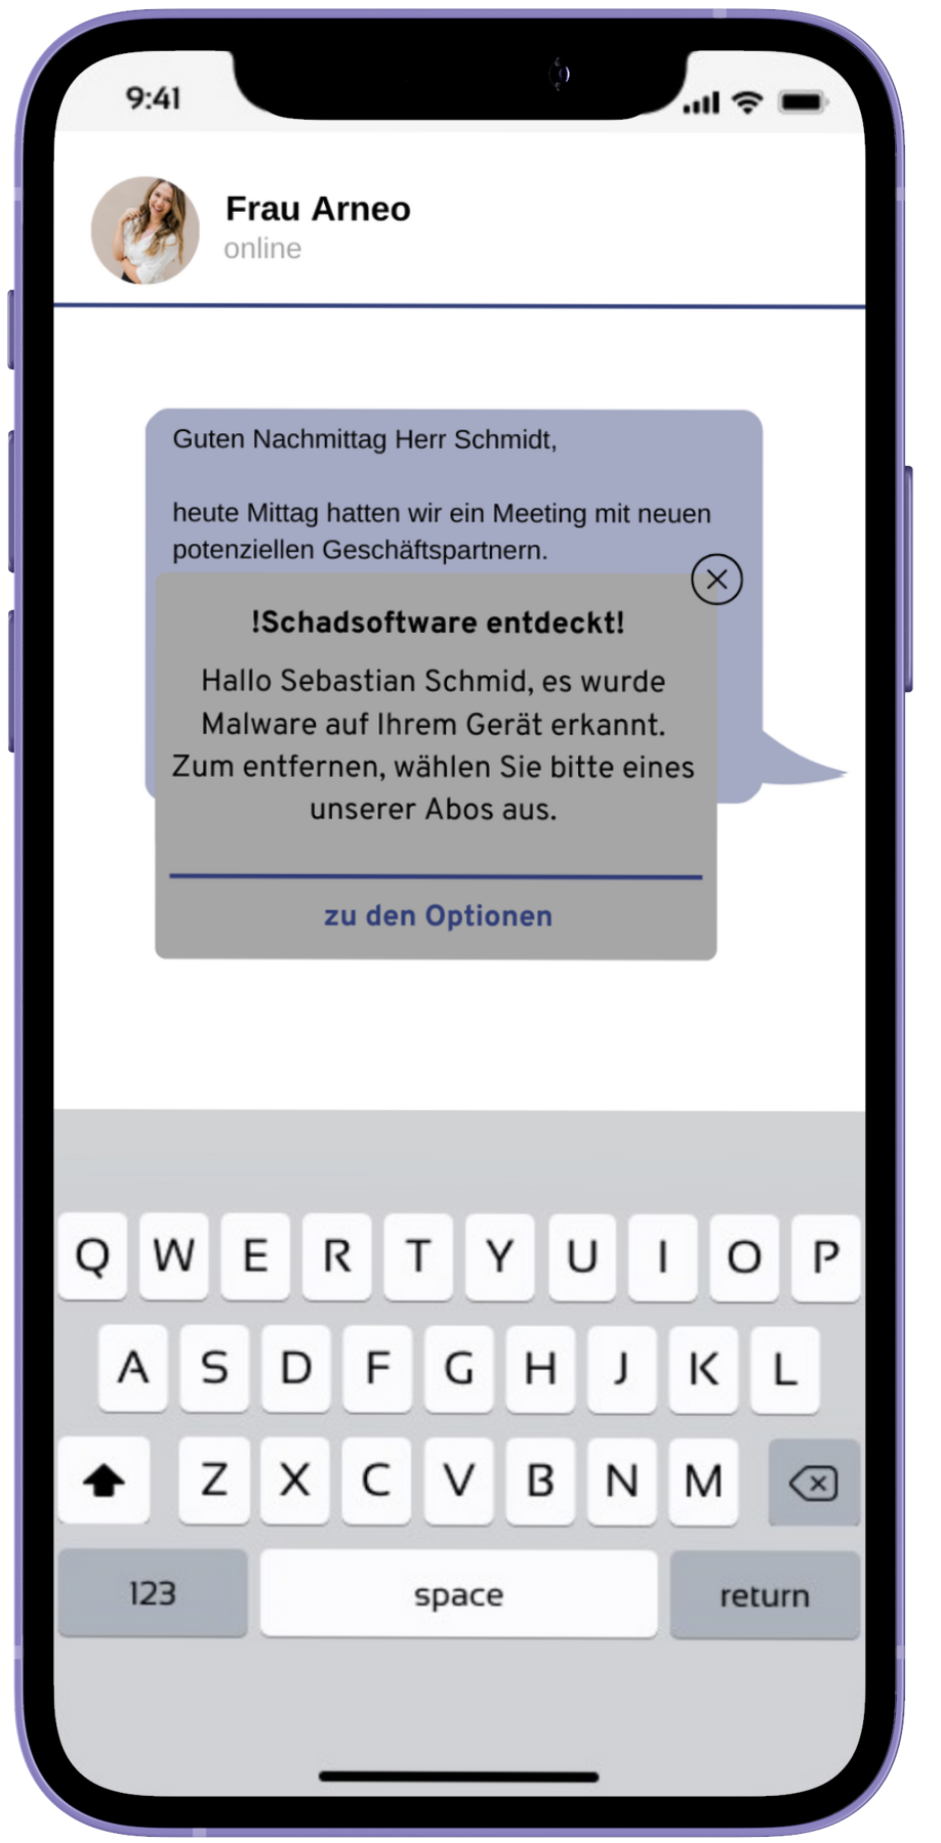 9:41
Frau Arneo
online
Guten Nachmittag Herr Schmidt,
heute Mittag hatten wir ein Meeting mit neuen
potenziellen Geschäftspartnern.
!Schadsoftware entdeckt!
Hallo Sebastian Schmid, es wurde
Malware auf Ihrem Gerät erkannt.
Zum entfernen, wählen Sie bitte eines
unserer Abos aus.
zu den Optionen
Q W E R T Y U I O P
A S D F G H J K L
Z X C V B N M
123 space return